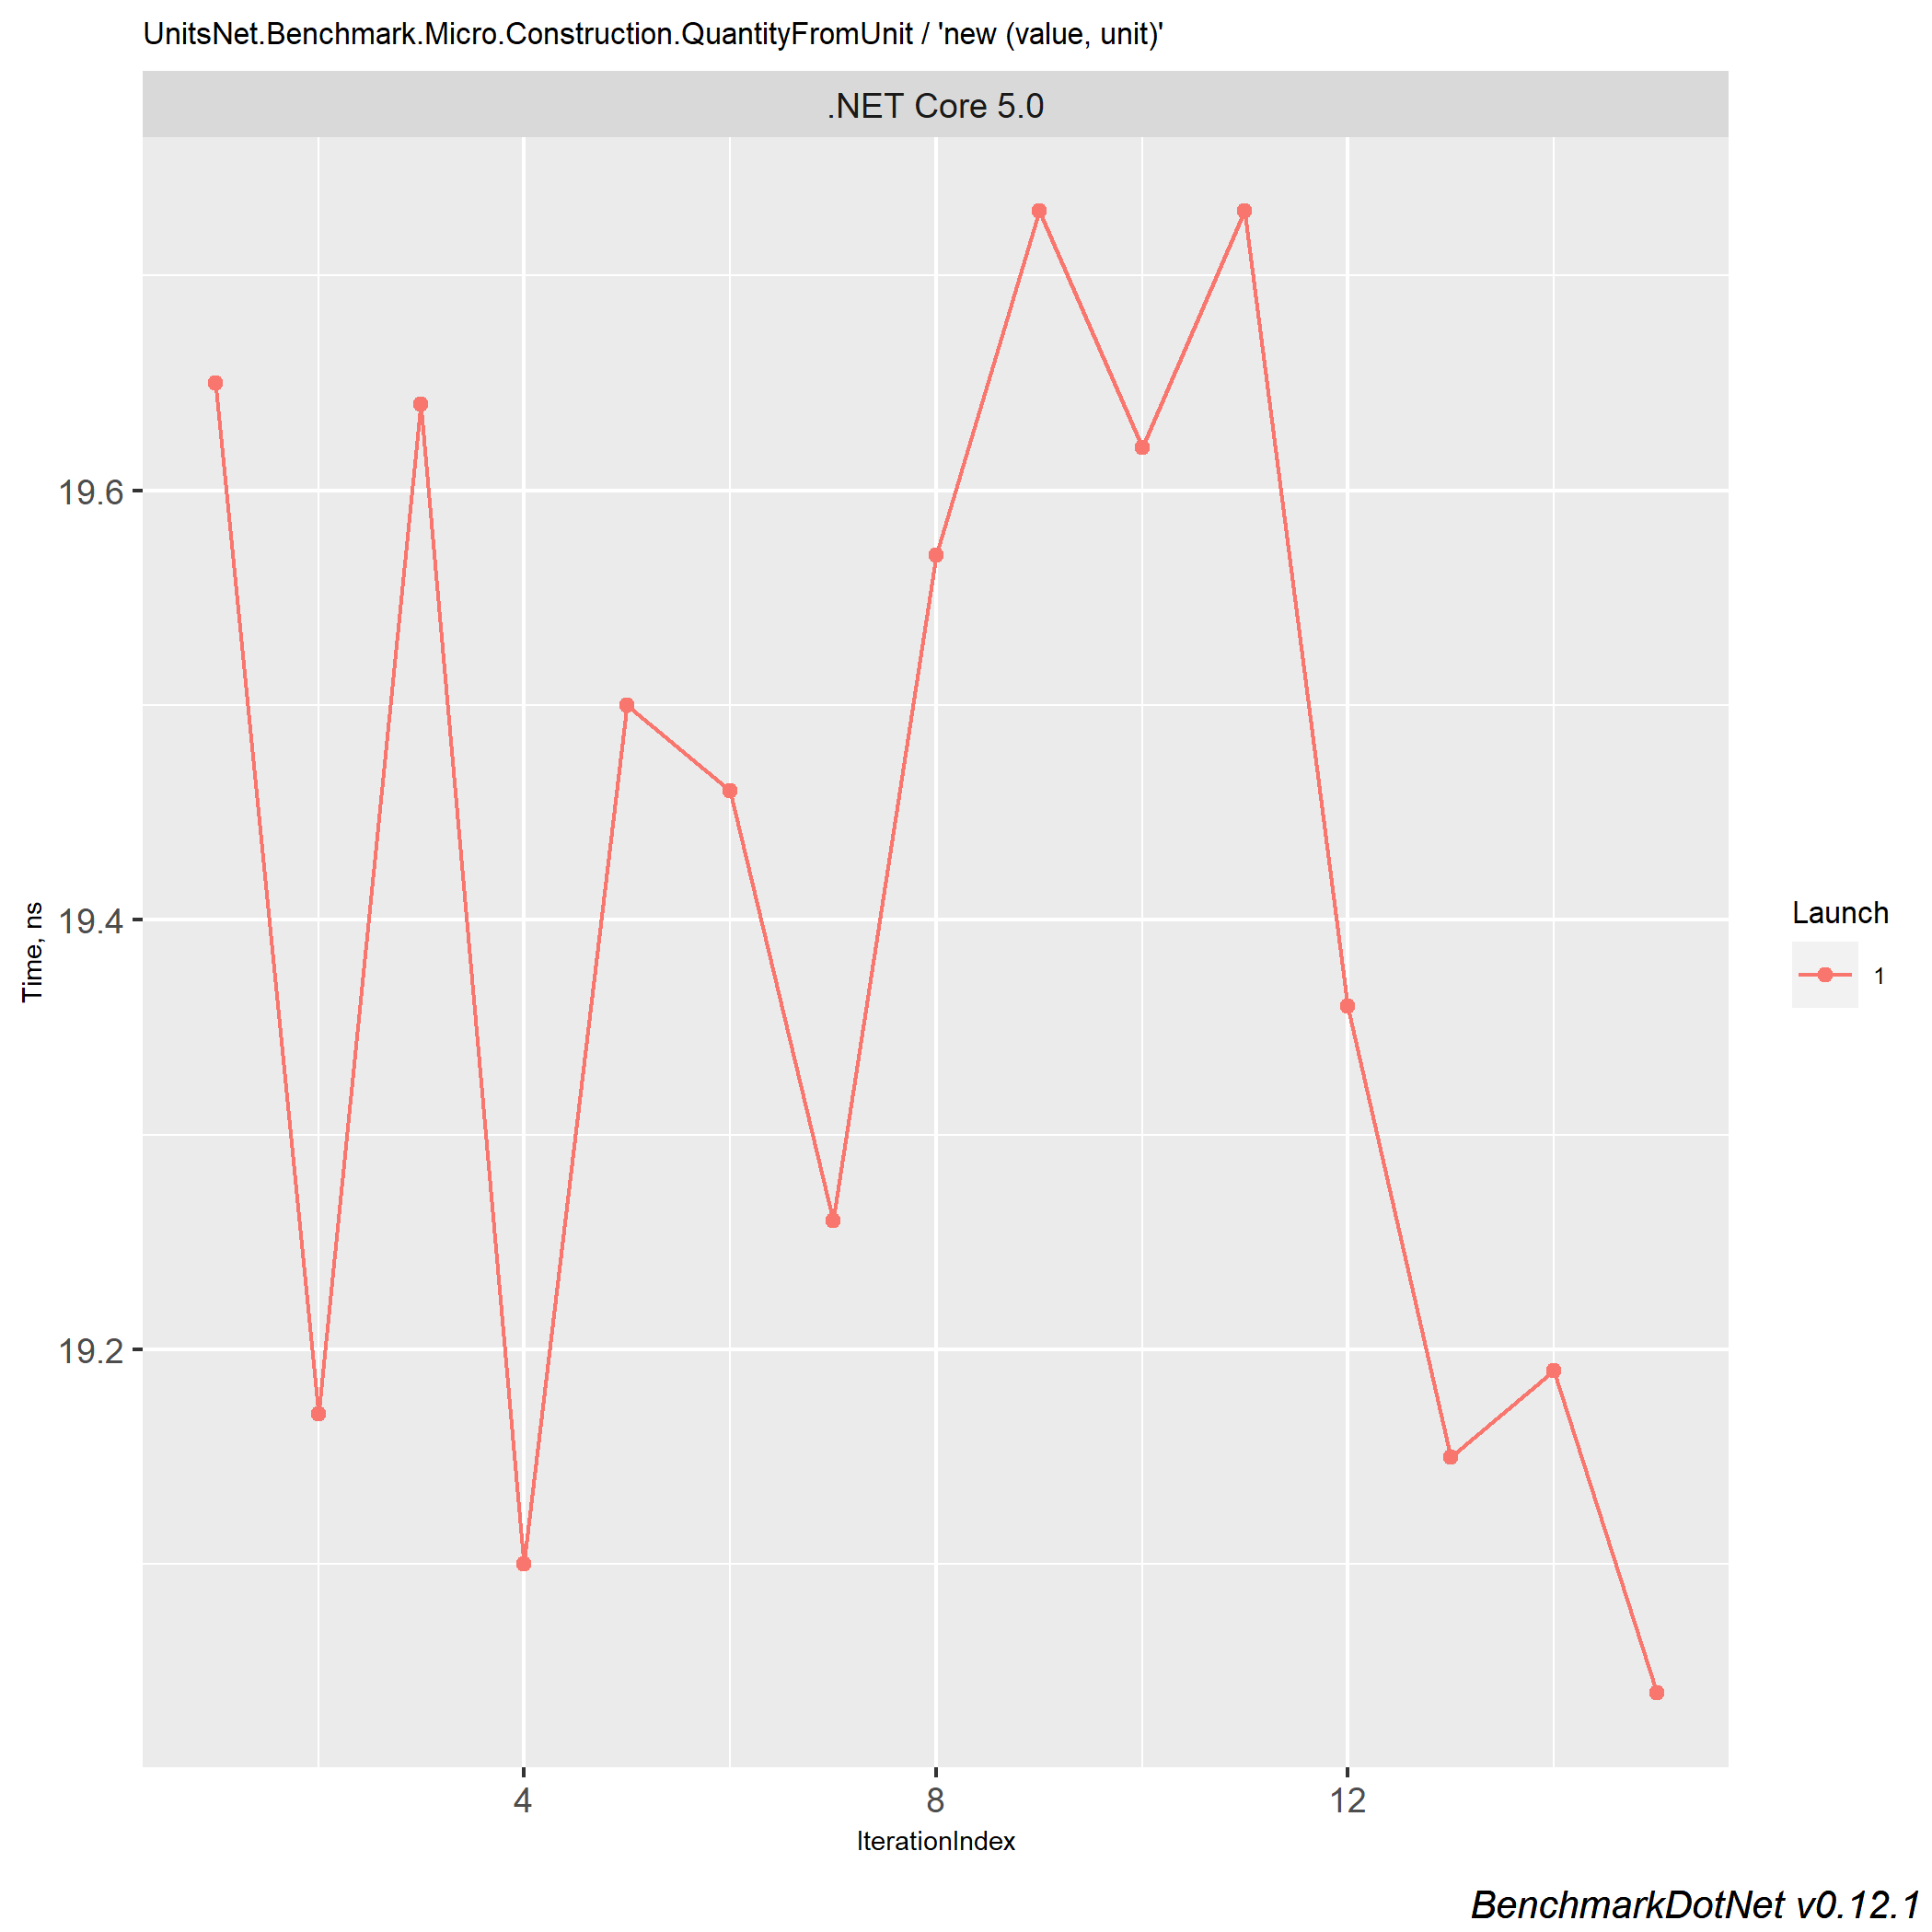 UnitsNet.Benchmark.Micro.Construction.QuantityFromUnit / 'new (value, unit)'
.NET Core 5.0
19.6
19.4
19.2
Time, ns
4
8
12
IterationIndex
Launch
1
BenchmarkDotNet v0.12.1